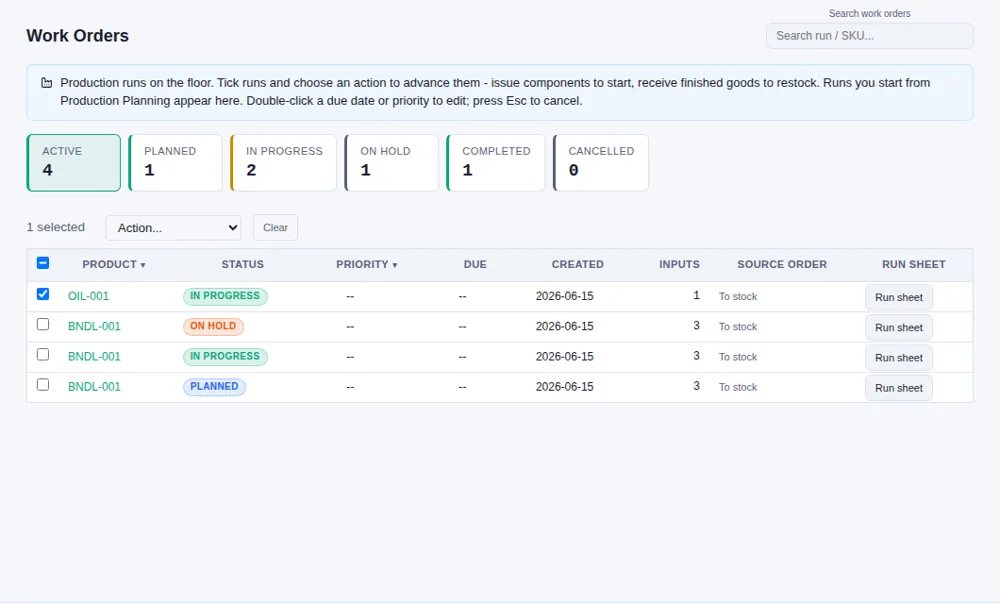 Search work orders
Work Orders
Search run / SKU...
Production runs on the floor. Tick runs and choose an action to advance them - issue components to start, receive finished goods to restock. Runs you start from
Production Planning appear here. Double-click a due date or priority to edit; press Esc to cancel.
ACTIVE PLANNED IN PROGRESS ON HOLD COMPLETED CANCELLED
4 1 2 1 1 0
1 selected Action... Clear
PRODUCT ▾ STATUS PRIORITY ▾ DUE CREATED INPUTS SOURCE ORDER RUN SHEET
OIL-001 IN PROGRESS -- -- 2026-06-15 1 To stock Run sheet
BNDL-001 ON HOLD -- -- 2026-06-15 3 To stock Run sheet
BNDL-001 IN PROGRESS -- -- 2026-06-15 3 To stock Run sheet
BNDL-001 PLANNED -- -- 2026-06-15 3 To stock Run sheet